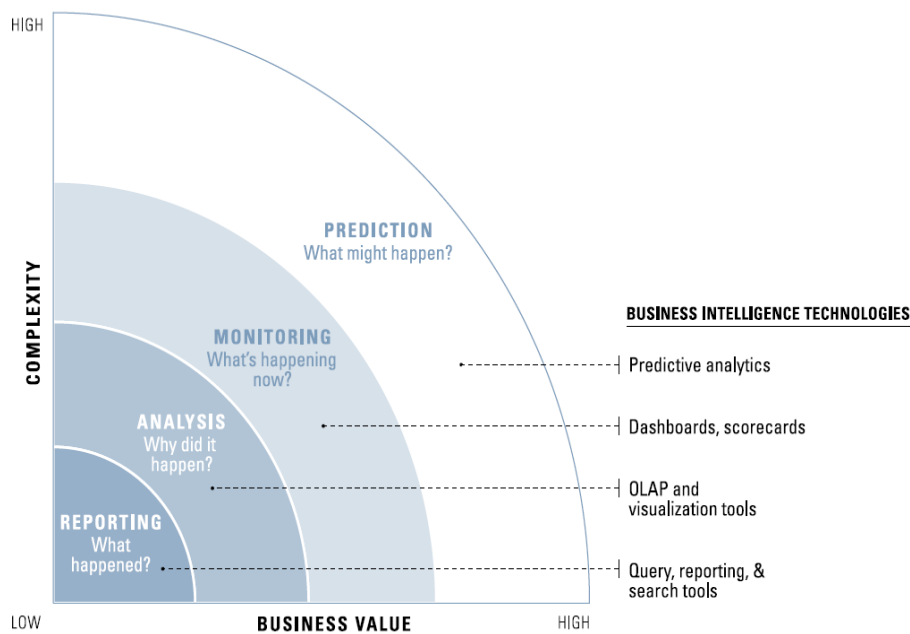 HIGH
PREDICTION
What might happen?
COMPLEXITY
BUSINESS INTELLIGENCE TECHNOLOGIES
MONITORING
What's happening
now?
Predictive analytics
ANALYSIS
Why did it
happen?
Dashboards, scorecards
OLAP and
visualization tools
REPORTING
What
happened?
Query, reporting, &
search tools
LOW
BUSINESS VALUE
HIGH